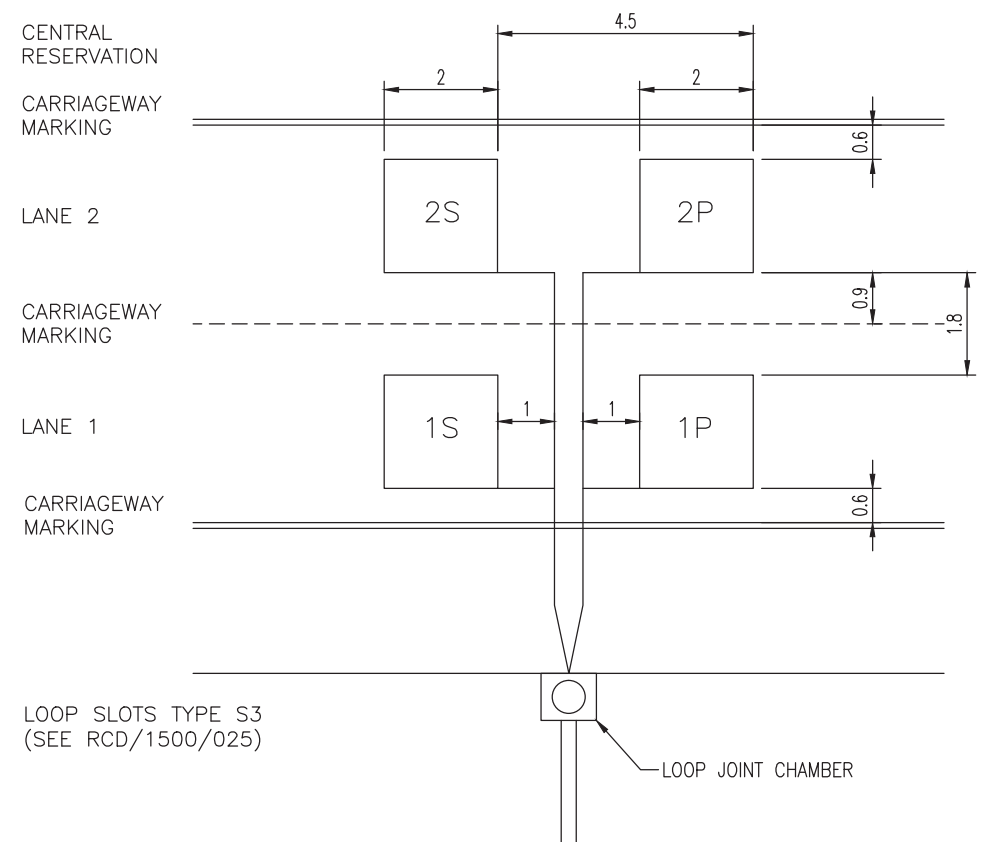 CENTRAL
RESERVATION
4.5
2
2
CARRIAGEWAY
MARKING
0.6
LANE 2
2S
2P
0.9
1.8
CARRIAGEWAY
MARKING
LANE 1
1S
1
1
1P
0.6
CARRIAGEWAY
MARKING
LOOP SLOTS TYPE S3
(SEE RCD/1500/025)
LOOP JOINT CHAMBER